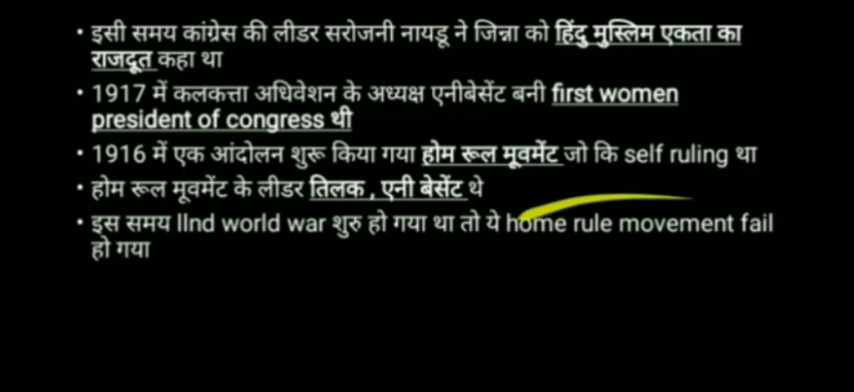 • इसी समय कांग्रेस की लीडर सरोजनी नायडू ने जिन्ना को हिंदु मुस्लिम एकता का
राजदूत कहा था
• 1917 में कलकत्ता अधिवेशन के अध्यक्ष एनीबेसेंट बनी first women
president of congress थी
• 1916 में एक आंदोलन शुरू किया गया होम रूल मूवमेंट जो कि self ruling था
• होम रूल मूवमेंट के लीडर तिलक , एनी बेसेंट थे
• इस समय llnd world war शुरु हो गया था तो ये home rule movement fail
हो गया